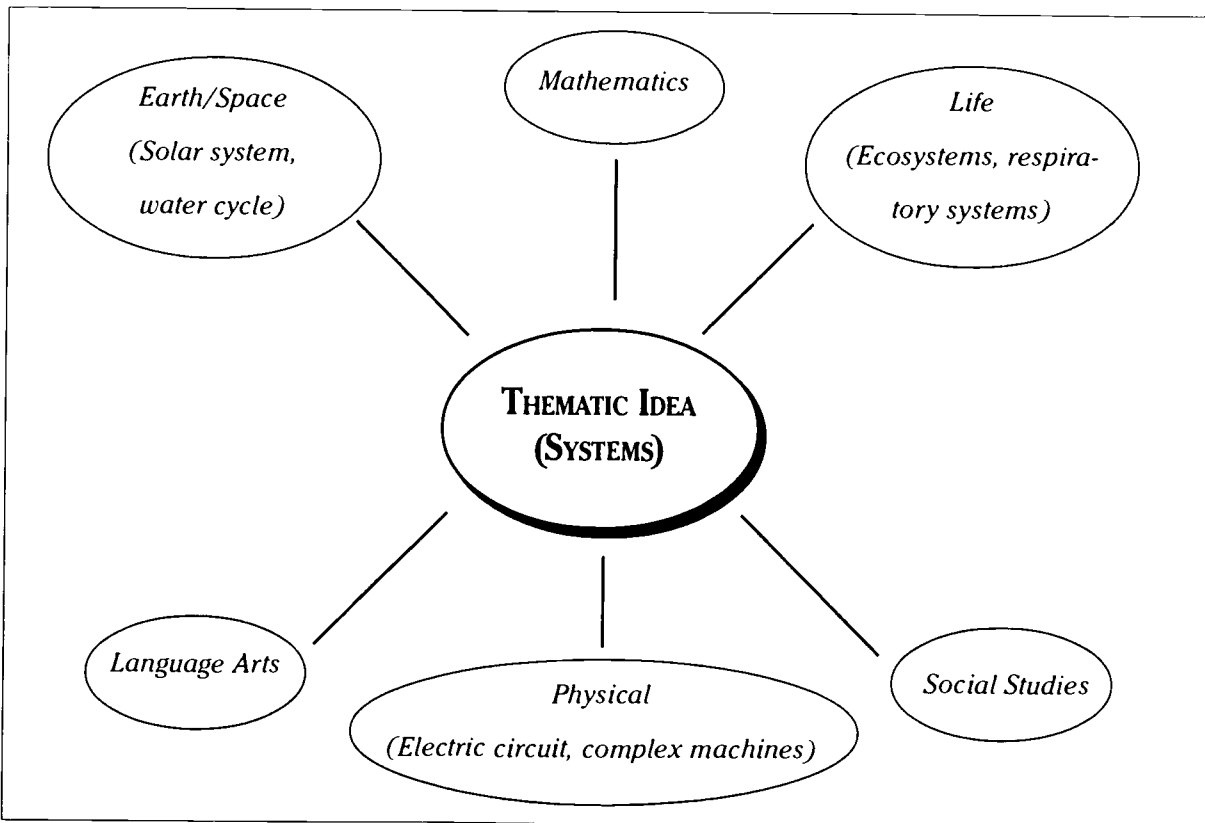 Mathematics
Earth/Space
(Solar system,
water cycle)
Life
(Ecosystems, respira-
tory systems)
THEMATIC IDEA
(SYSTEMS)
Language Arts
Physical
(Electric circuit, complex machines)
Social Studies